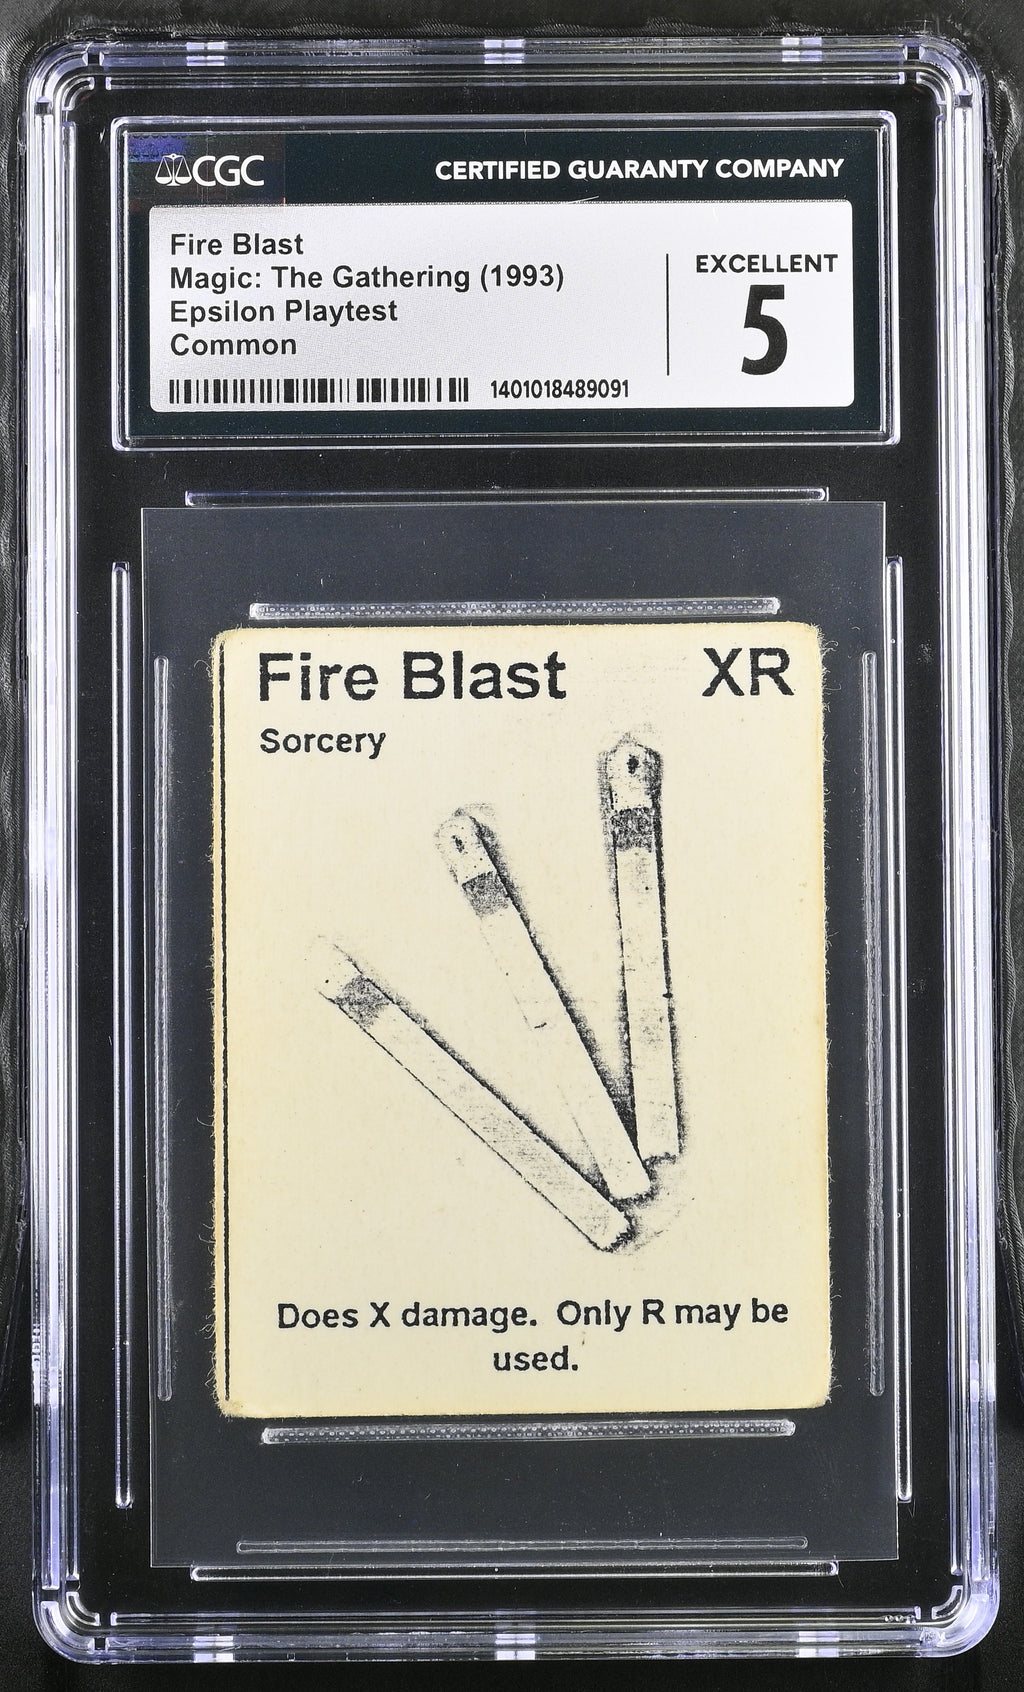 CGC
CERTIFIED GUARANTY COMPANY
Fire Blast
Magic: The Gathering (1993)
Epsilon Playtest
Common
EXCELLENT
5
1401018489091
Fire Blast XR
Sorcery
Does X damage. Only R may be
used.